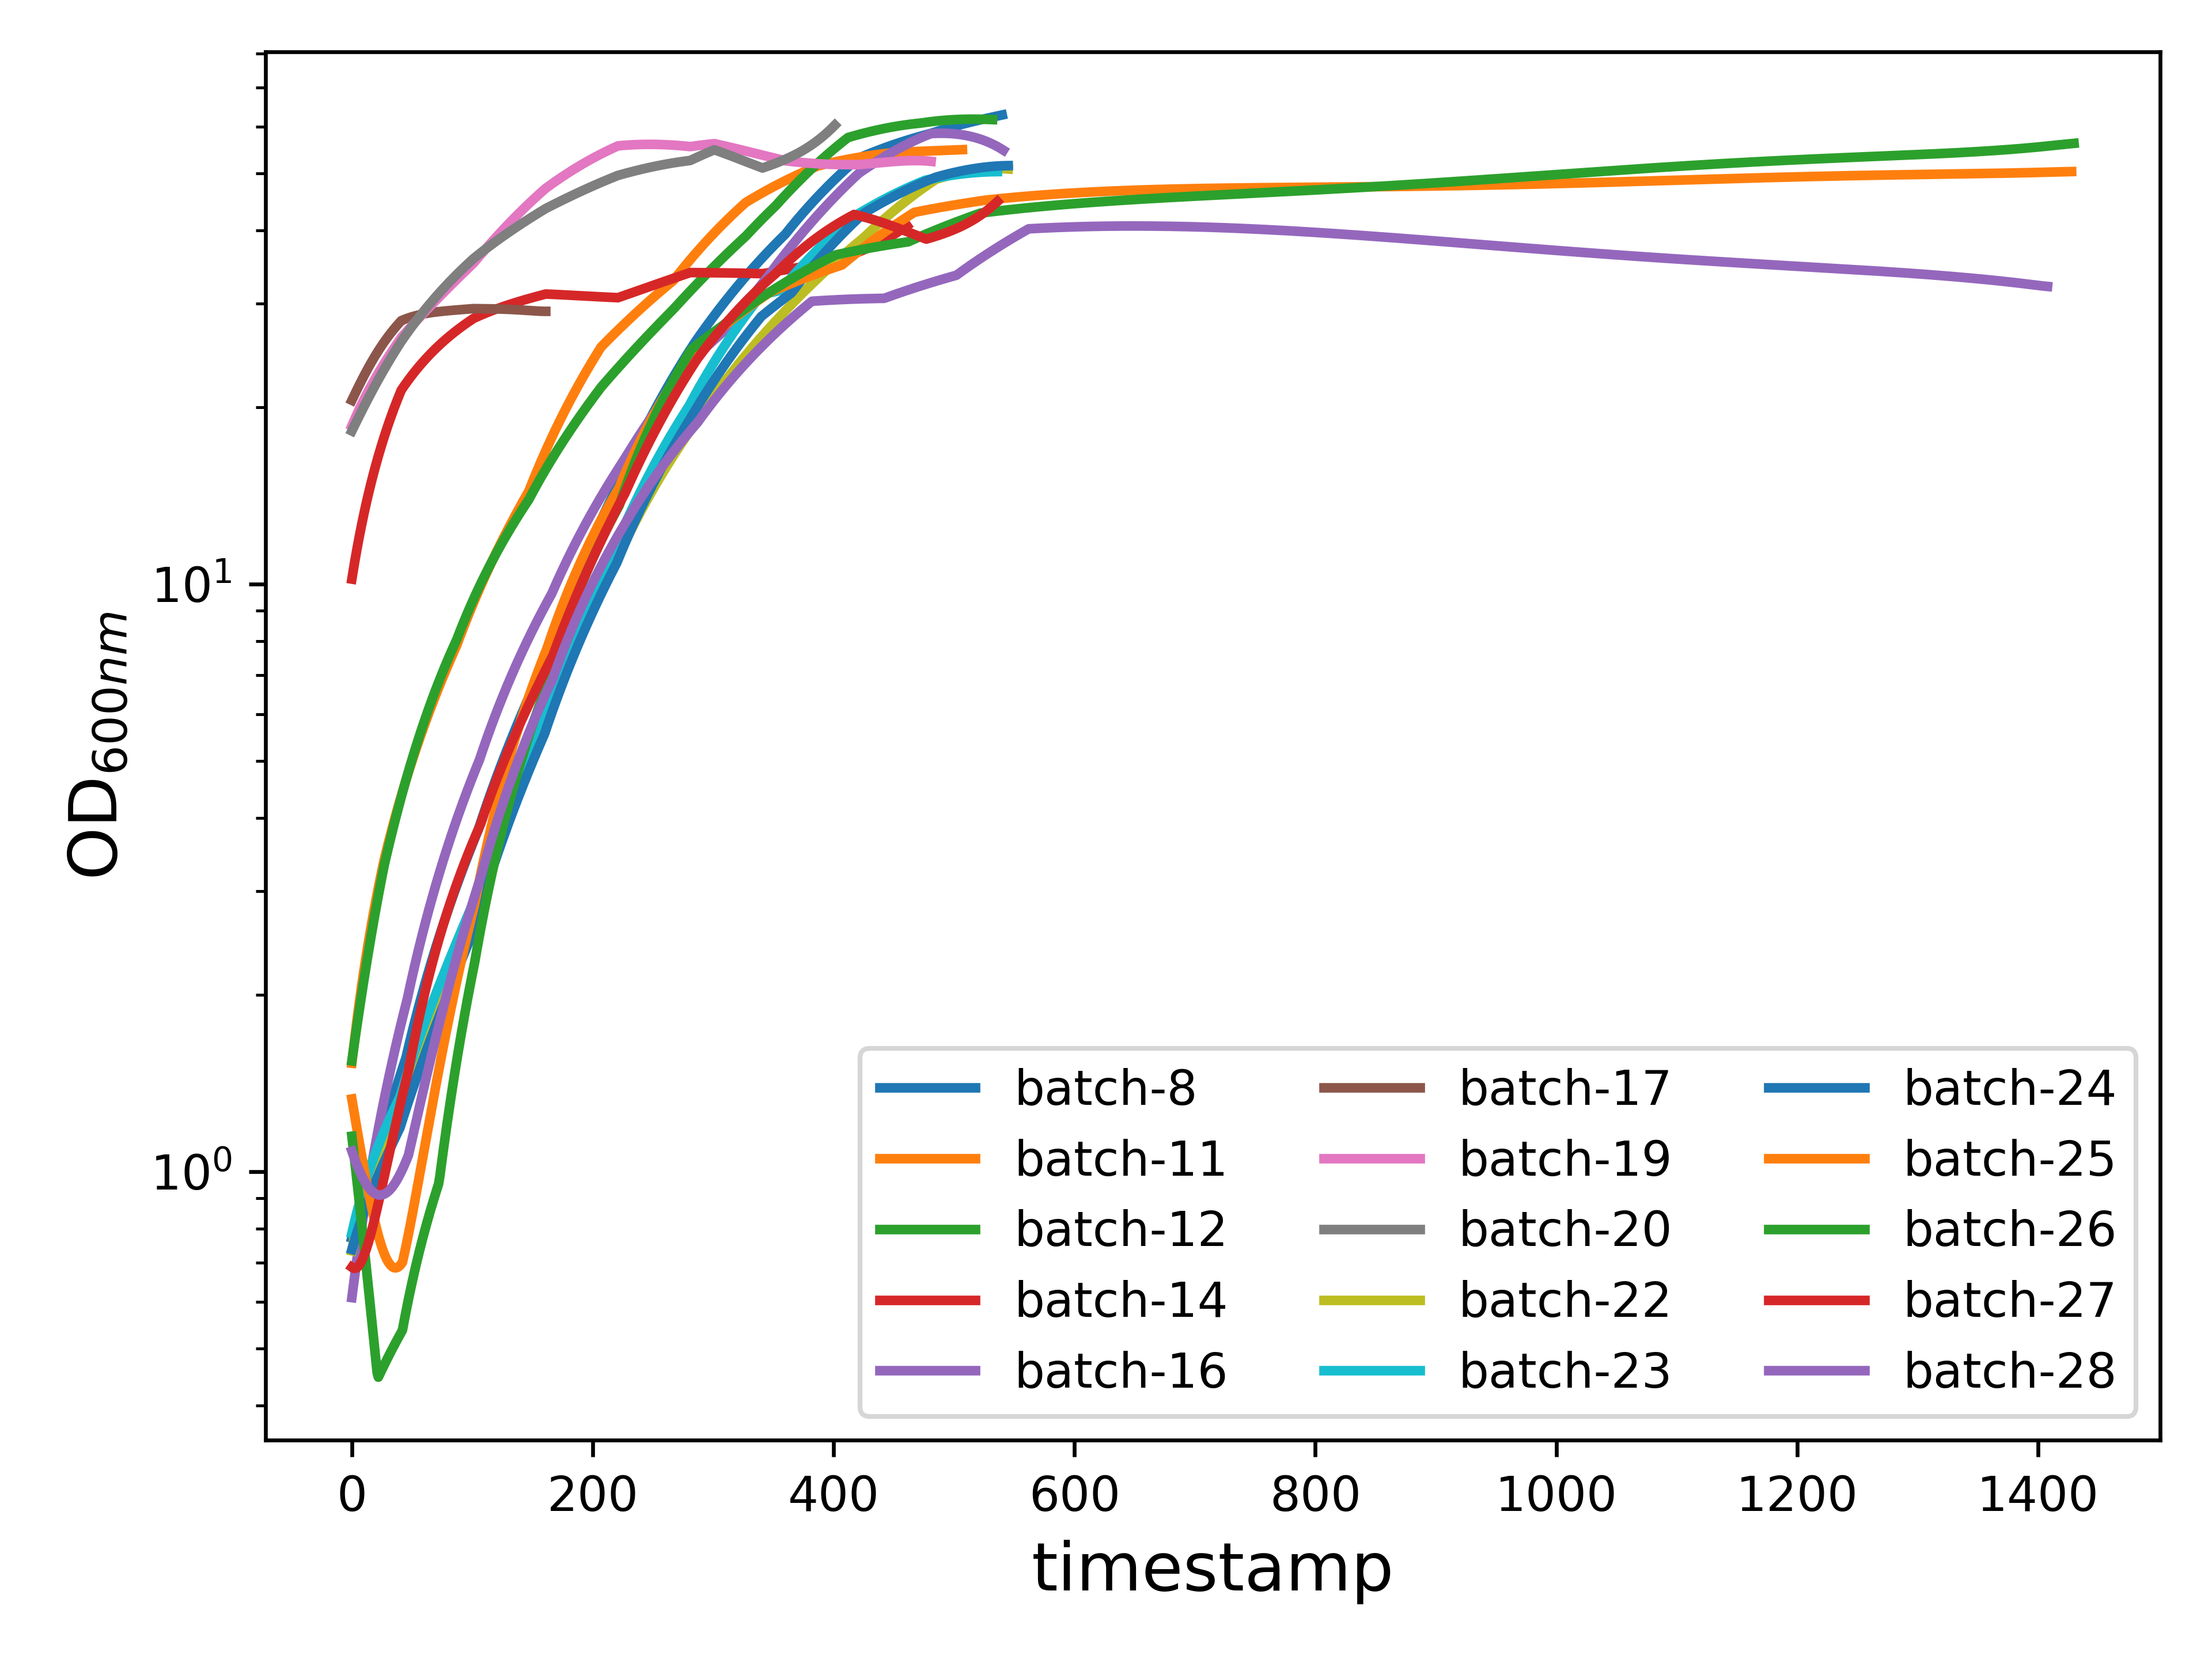 OD600nm
10^1
10^0
0 200 400 600 800 1000 1200 1400
timestamp
batch-8 batch-17 batch-24
batch-11 batch-19 batch-25
batch-12 batch-20 batch-26
batch-14 batch-22 batch-27
batch-16 batch-23 batch-28